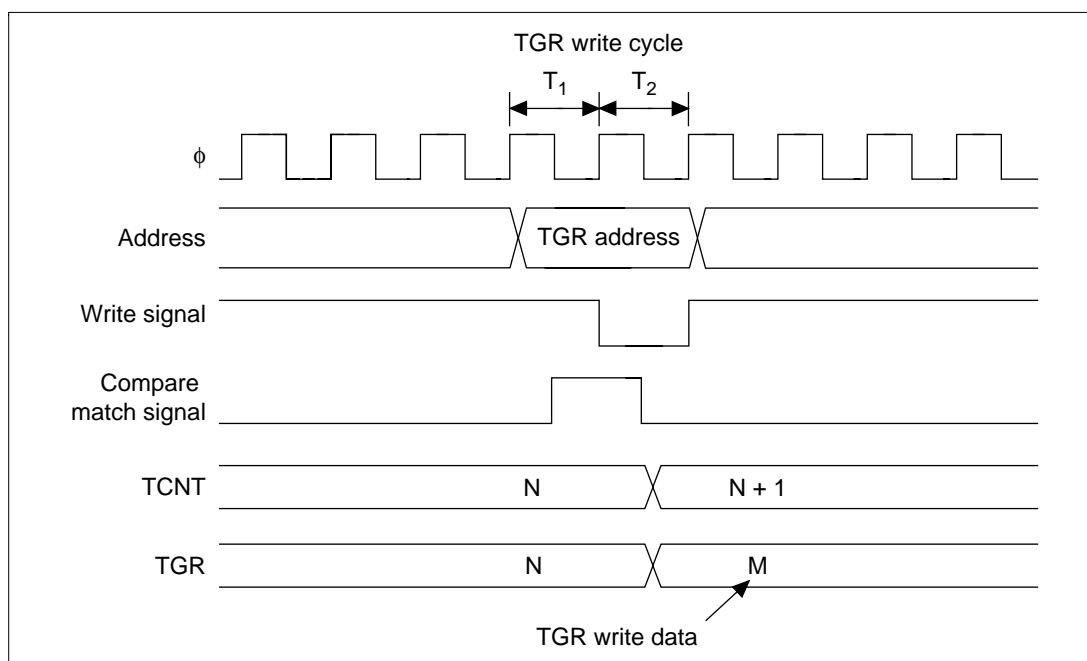 TGR write cycle
T1 T2
ϕ
Address
TGR address
Write signal
Compare
match signal
TCNT
N
N + 1
TGR
N
M
TGR write data